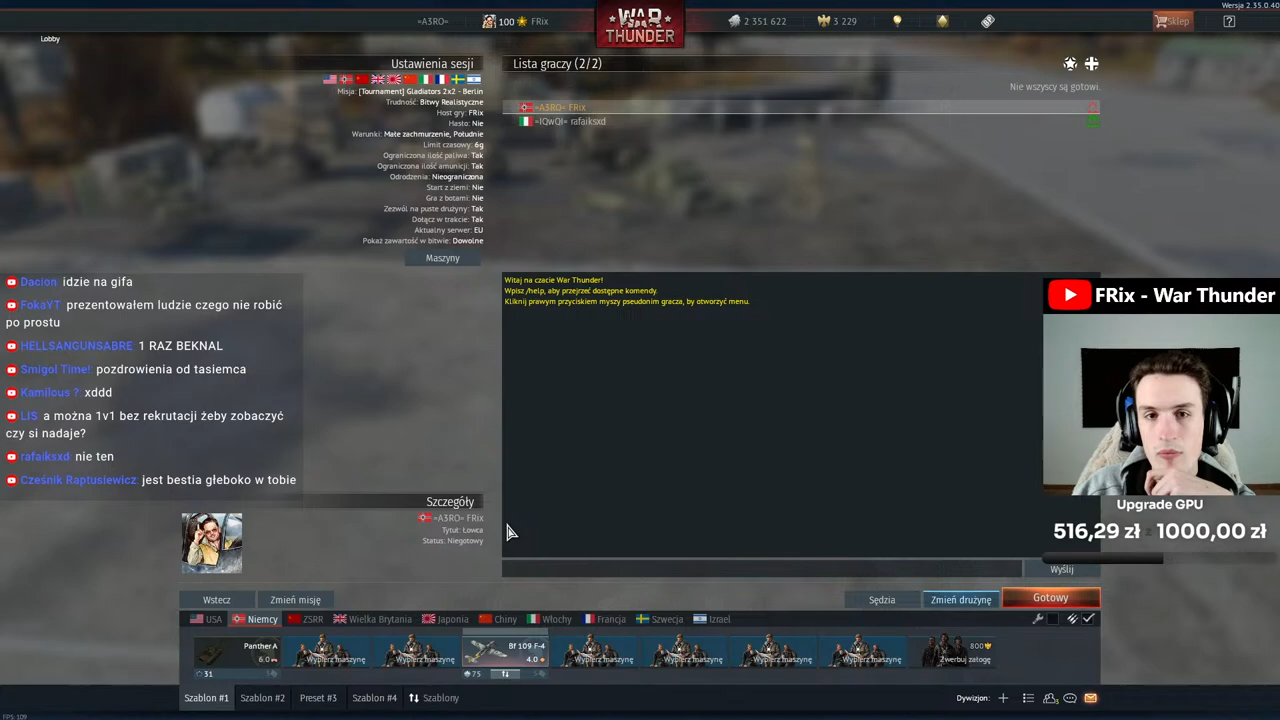 Wersja 2.35.0.40
=A3RO=
100 FRix
WAR THUNDER
2 351 622
3 229
Sklep
Lobby
Ustawienia sesji
Misja: [Tournament] Gladiators 2x2 - Berlin
Trudność: Bitwy Realistyczne
Host gry: FRix
Hasło: Nie
Warunki: Małe zachmurzenie, Południe
Limit czasowy: 6g
Ograniczona ilość paliwa: Tak
Ograniczona ilość amunicji: Tak
Odrodzenia: Nieograniczona
Start z ziemi: Nie
Gra z botami: Nie
Zezwól na puste drużyny: Tak
Dołącz w trakcie: Tak
Aktualny serwer: EU
Pokaż zawartość w bitwie: Dowolne
Maszyny
Lista graczy (2/2)
Nie wszyscy są gotowi.
=A3RO= FRix
=IQwQI= rafaiksxd
Dacion: idzie na gifa
FokaYT: prezentowałem ludzie czego nie robić
po prostu
HELLSANGUNSABRE: 1 RAZ BEKNAL
Smigol Time!: pozdrowienia od tasiemca
Kamilcus ?: xddd
LIS: a można 1v1 bez rekrutacji żeby zobaczyć
czy si nadaje?
rafaiksxd: nie ten
Cześnik Raptusiewicz: jest bestia głeboko w tobie
Witaj na czacie War Thunder!
Wpisz /help, aby przejrzeć dostępne komendy.
Kliknij prawym przyciskiem myszy pseudonim gracza, by otworzyć menu.
FRix - War Thunder
Upgrade GPU
516,29 zł 1000,00 zł
Szczegóły
=A3RO= FRix
Tytuł: Łowca
Status: Niegotowy
Wyślij
Wstecz
Zmień misję
Sędzia
Zmień drużynę
Gotowy
USA
Niemcy
ZSRR
Wielka Brytania
Japonia
Chiny
Włochy
Francja
Szwecja
Izrael
Panther A
6.0
31
Wybierz maszynę
Wybierz maszynę
Bf 109 F-4
4.0
75
Wybierz maszynę
Wybierz maszynę
Wybierz maszynę
Wybierz maszynę
800
Zwerbuj załogę
Szablon #1
Szablon #2
Preset #3
Szablon #4
Szablony
Dywizjon:
3
FPS: 109